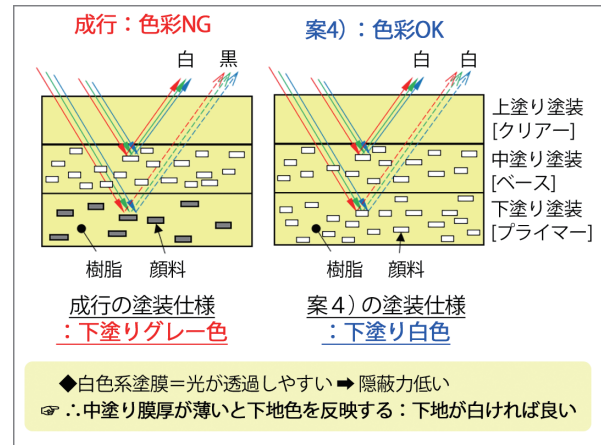 成行：色彩NG
案4）：色彩OK
白 黒
白 白
上塗り塗装
[クリアー]
中塗り塗装
[ベース]
下塗り塗装
[プライマー]
樹脂 顔料
樹脂 顔料
成行の塗装仕様
：下塗りグレー色
案４）の塗装仕様
：下塗り白色
◆白色系塗膜＝光が透過しやすい ➡ 隠蔽力低い
☞ ∴中塗り膜厚が薄いと下地色を反映する：下地が白ければ良い